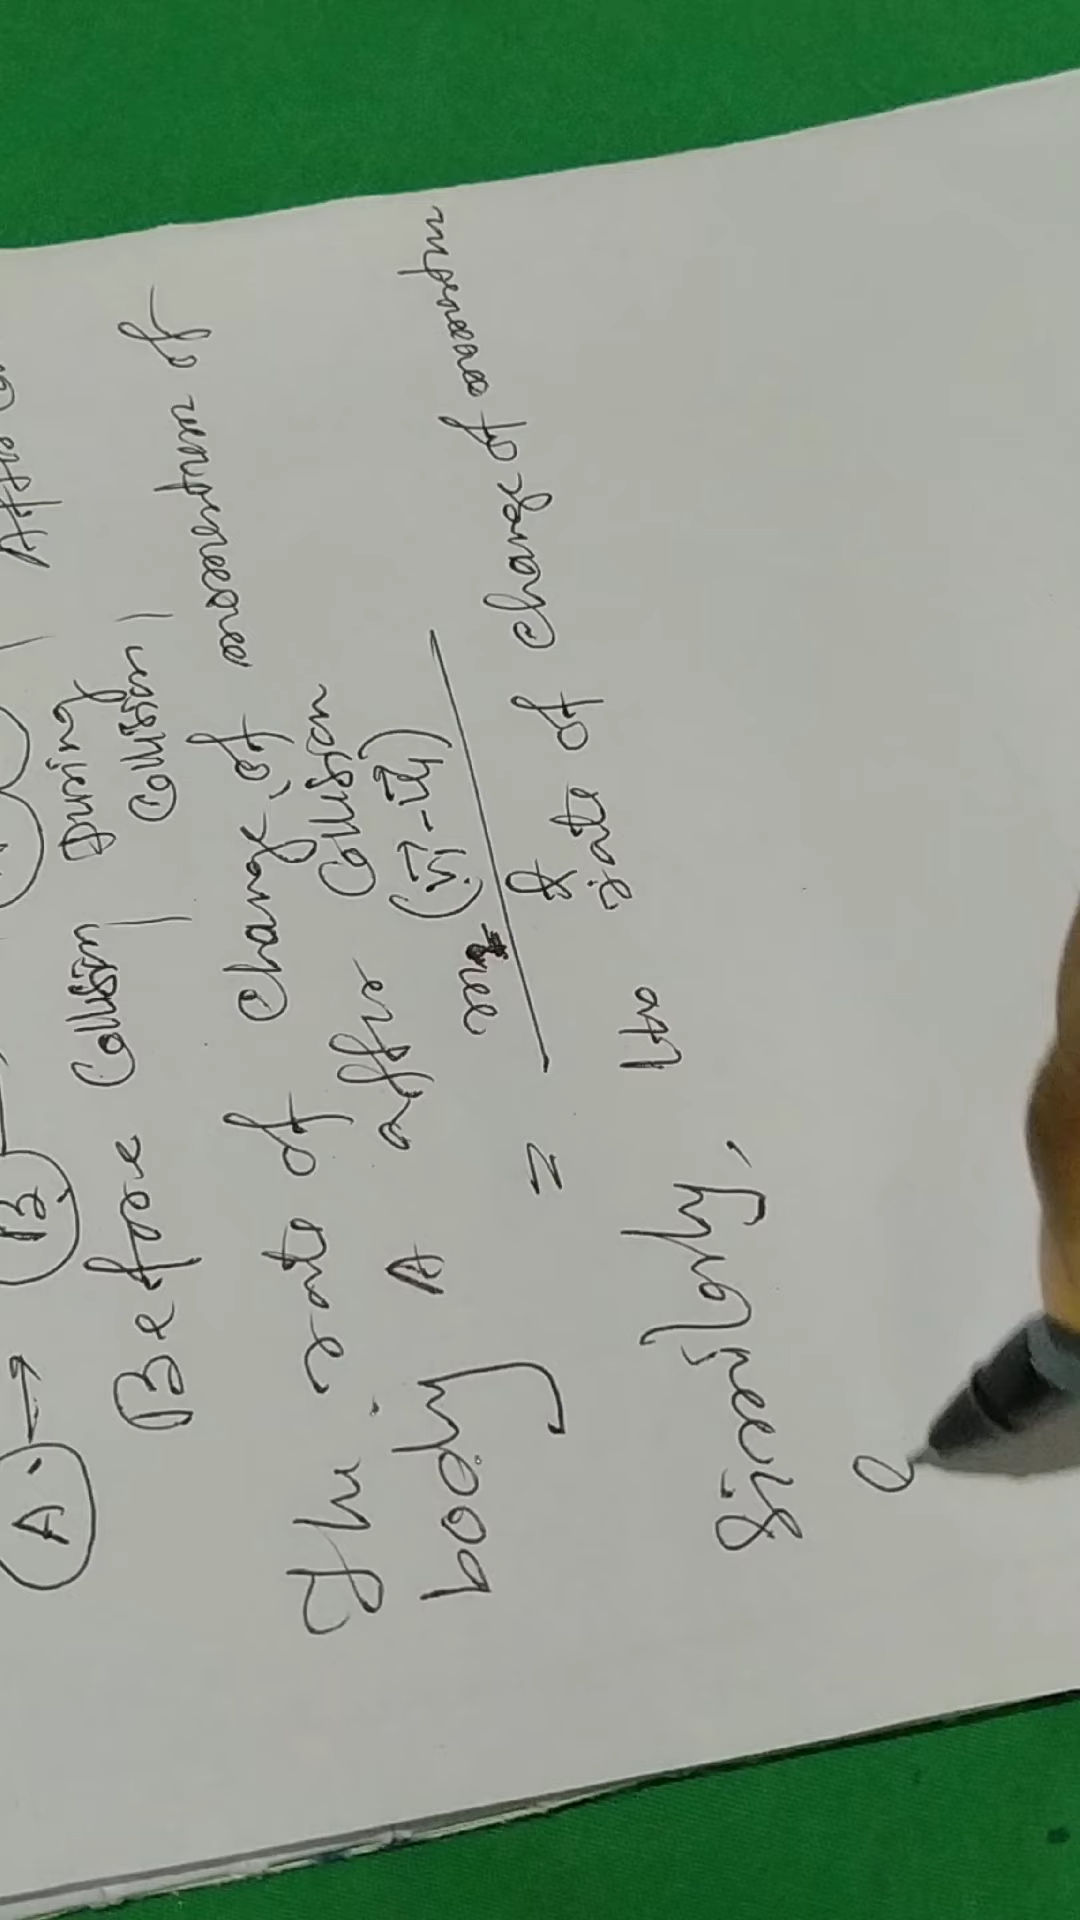 A → B After
Before Collision | During Collision |
The rate of change of momentum of
body A after Collision
= (v1 - u1)
t
Similarly, the rate of change of momentum